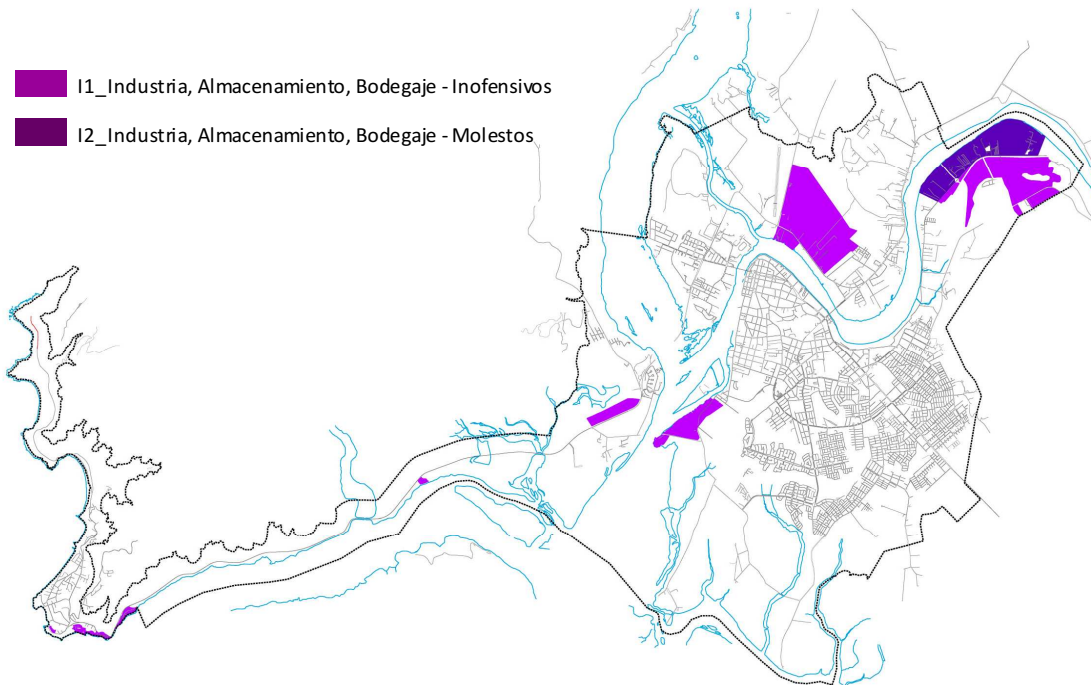 I1_Industria, Almacenamiento, Bodegaje - Inofensivos
I2_Industria, Almacenamiento, Bodegaje - Molestos